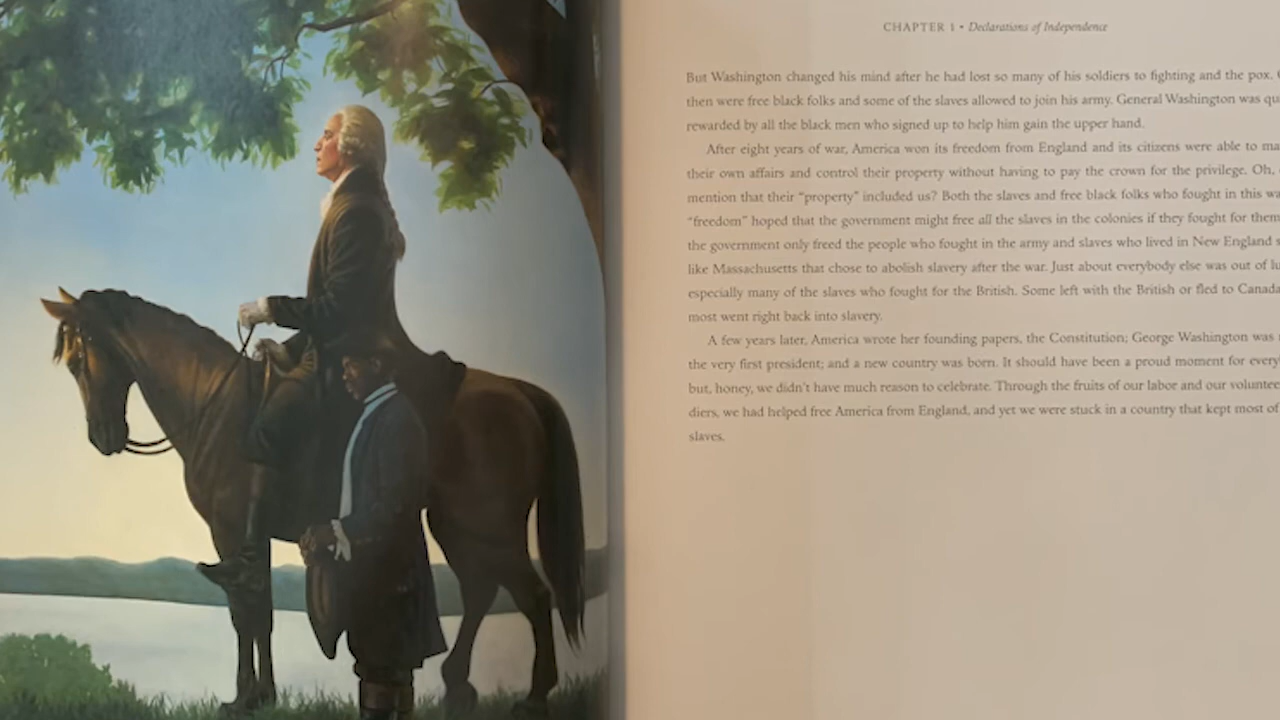 CHAPTER 1 • Declarations of Independence
But Washington changed his mind after he had lost so many of his soldiers to fighting and the pox.
then were free black folks and some of the slaves allowed to join his army. General Washington was qu
rewarded by all the black men who signed up to help him gain the upper hand.
After eight years of war, America won its freedom from England and its citizens were able to ma
their own affairs and control their property without having to pay the crown for the privilege. Oh,
mention that their “property” included us? Both the slaves and free black folks who fought in this wa
“freedom” hoped that the government might free all the slaves in the colonies if they fought for them
the government only freed the people who fought in the army and slaves who lived in New England s
like Massachusetts that chose to abolish slavery after the war. Just about everybody else was out of lu
especially many of the slaves who fought for the British. Some left with the British or fled to Canada
most went right back into slavery.
A few years later, America wrote her founding papers, the Constitution; George Washington was
the very first president; and a new country was born. It should have been a proud moment for every
but, honey, we didn’t have much reason to celebrate. Through the fruits of our labor and our voluntee
diers, we had helped free America from England, and yet we were stuck in a country that kept most of
slaves.